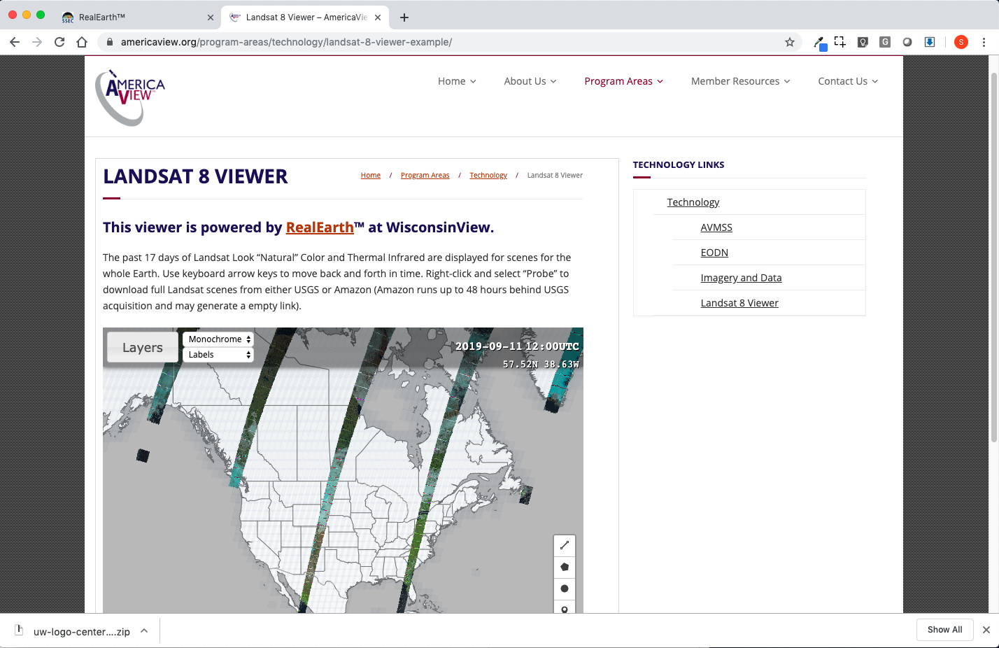 SSEC RealEarth™
Landsat 8 Viewer – AmericaVie
americaview.org/program-areas/technology/landsat-8-viewer-example/
G
S
AMERICA
VIEW
Home
About Us
Program Areas
Member Resources
Contact Us
LANDSAT 8 VIEWER
Home / Program Areas / Technology / Landsat 8 Viewer
This viewer is powered by RealEarth™ at WisconsinView.
The past 17 days of Landsat Look “Natural” Color and Thermal Infrared are displayed for scenes for the
whole Earth. Use keyboard arrow keys to move back and forth in time. Right-click and select “Probe” to
download full Landsat scenes from either USGS or Amazon (Amazon runs up to 48 hours behind USGS
acquisition and may generate a empty link).
Layers
Monochrome
Labels
2019-09-11 12:00UTC
57.52N 38.63W
TECHNOLOGY LINKS
Technology
AVMSS
EODN
Imagery and Data
Landsat 8 Viewer
uw-logo-center....zip
Show All